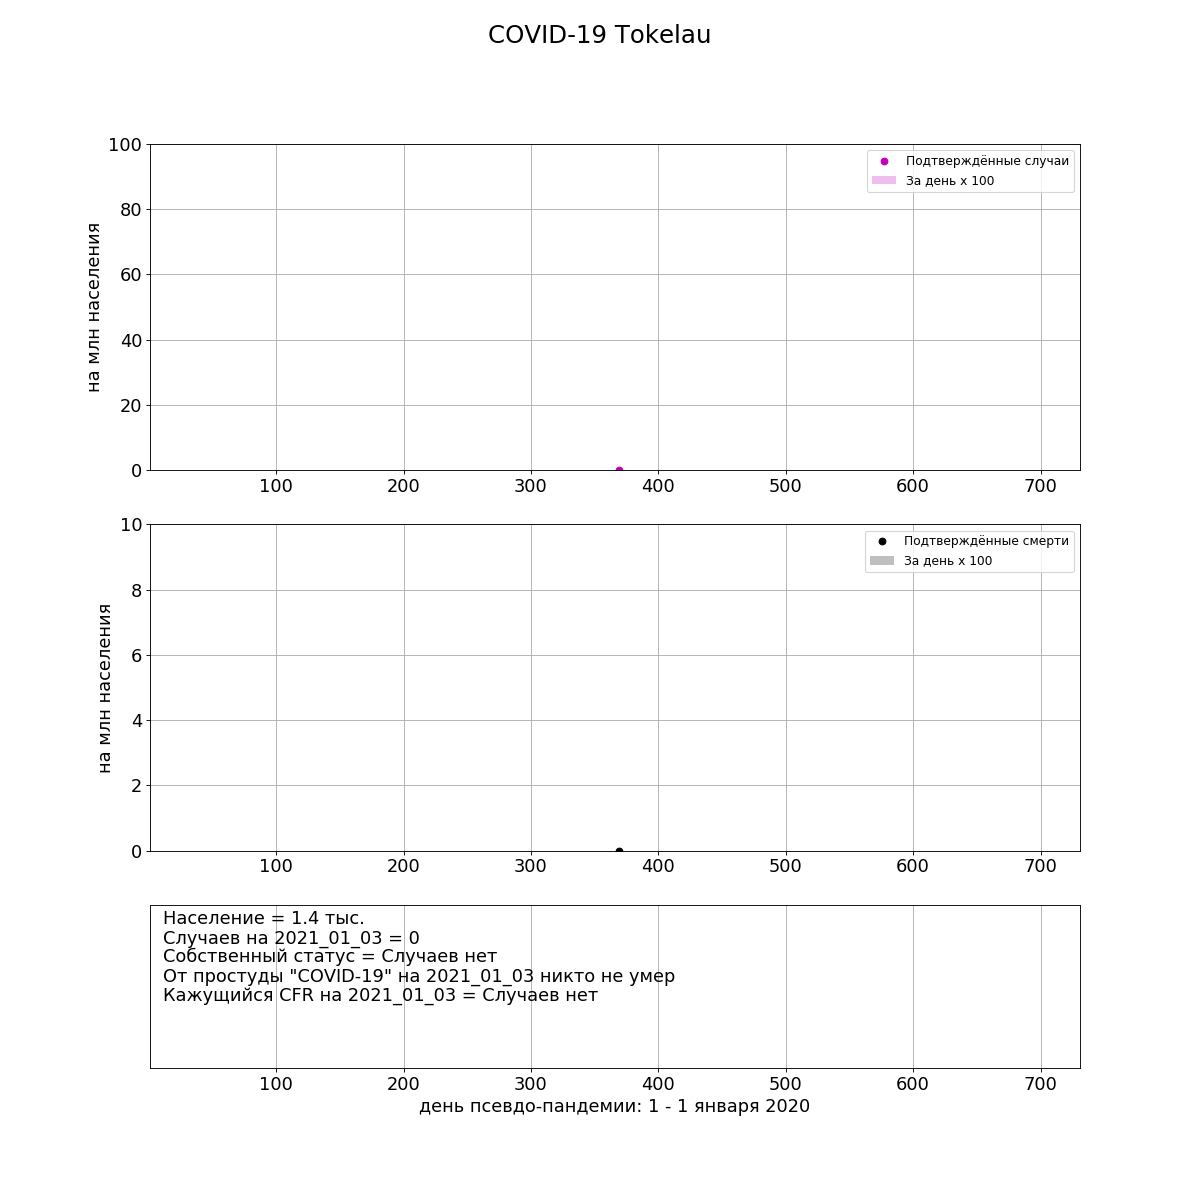 COVID-19 Tokelau
на млн населения
100
80
60
40
20
0
Подтверждённые случаи
За день x 100
100 200 300 400 500 600 700
на млн населения
10
8
6
4
2
0
Подтверждённые смерти
За день x 100
100 200 300 400 500 600 700
Население = 1.4 тыс.
Случаев на 2021_01_03 = 0
Собственный статус = Случаев нет
От простуды "COVID-19" на 2021_01_03 никто не умер
Кажущийся CFR на 2021_01_03 = Случаев нет
100 200 300 400 500 600 700
день псевдо-пандемии: 1 - 1 января 2020